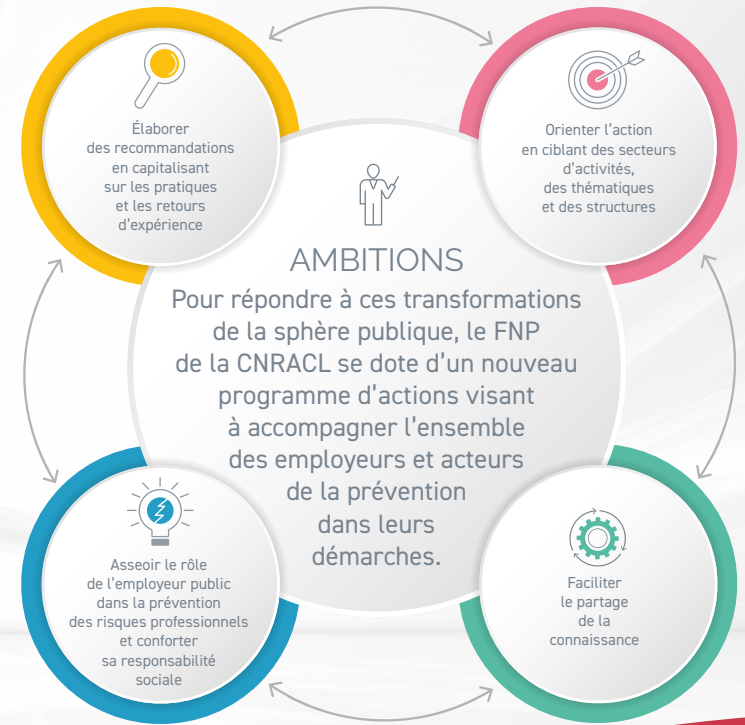 Élaborer
des recommandations
en capitalisant
sur les pratiques
et les retours
d'expérience
Orienter l'action
en ciblant des secteurs
d'activités,
des thématiques
et des structures
AMBITIONS
Pour répondre à ces transformations
de la sphère publique, le FNP
de la CNRACL se dote d'un nouveau
programme d'actions visant
à accompagner l'ensemble
des employeurs et acteurs
de la prévention
dans leurs
démarches.
Asseoir le rôle
de l'employeur public
dans la prévention
des risques professionnels
et conforter
sa responsabilité
sociale
Faciliter
le partage
de la
connaissance